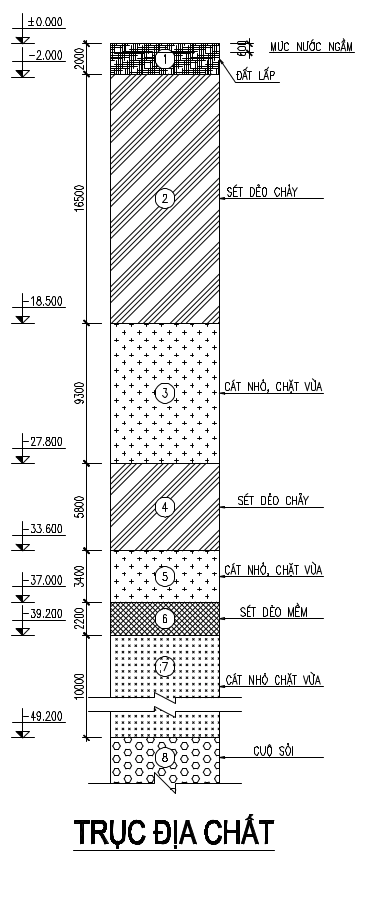 ±0.000
600
MỰC NƯỚC NGẦM
-2.000
2000
1
ĐẤT LẤP
16500
2
SÉT DẺO CHẢY
-18.500
9300
3
CÁT NHỎ, CHẶT VỪA
-27.800
5800
4
SÉT DẺO CHẢY
-33.600
3400
5
CÁT NHỎ, CHẶT VỪA
-37.000
2200
6
SÉT DẺO MỀM
-39.200
10000
7
CÁT NHỎ CHẶT VỪA
-49.200
8
CUỘI SỎI
TRỤC ĐỊA CHẤT